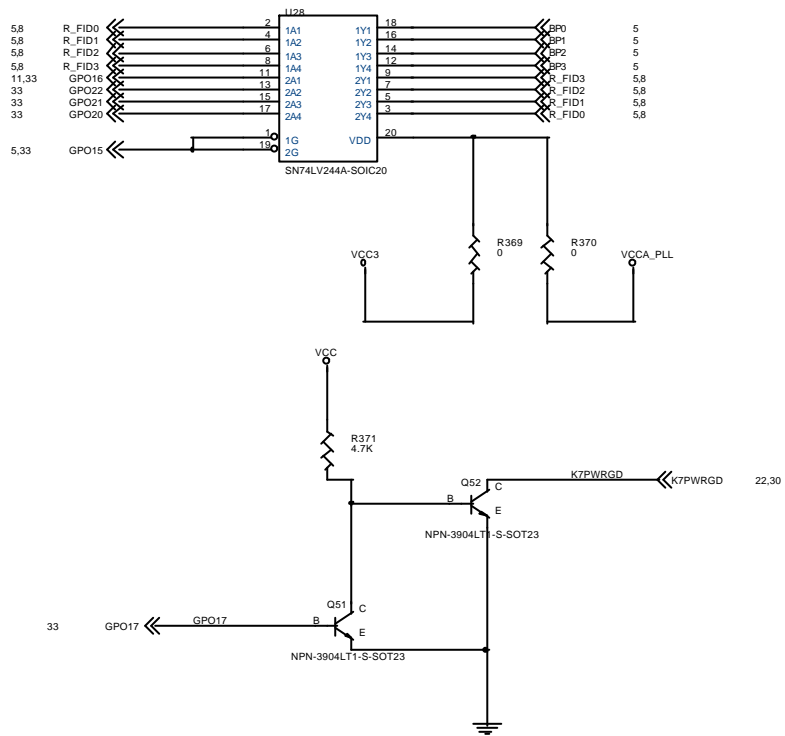 U28
5,8 R_FID0 2 1A1 1Y1 18 BP0 5
5,8 R_FID1 4 1A2 1Y2 16 BP1 5
5,8 R_FID2 6 1A3 1Y3 14 BP2 5
5,8 R_FID3 8 1A4 1Y4 12 BP3 5
11,33 GPO16 11 2A1 2Y1 9 R_FID3 5,8
33 GPO22 13 2A2 2Y2 7 R_FID2 5,8
33 GPO21 15 2A3 2Y3 5 R_FID1 5,8
33 GPO20 17 2A4 2Y4 3 R_FID0 5,8
1 1G VDD 20
5,33 GPO15 19 2G
SN74LV244A-SOIC20
R369 R370
0 0
VCC3 VCCA_PLL
VCC
R371
4.7K
Q52 C K7PWRGD K7PWRGD 22,30
B
E
NPN-3904LT1-S-SOT23
Q51 C
33 GPO17 GPO17 B
E
NPN-3904LT1-S-SOT23